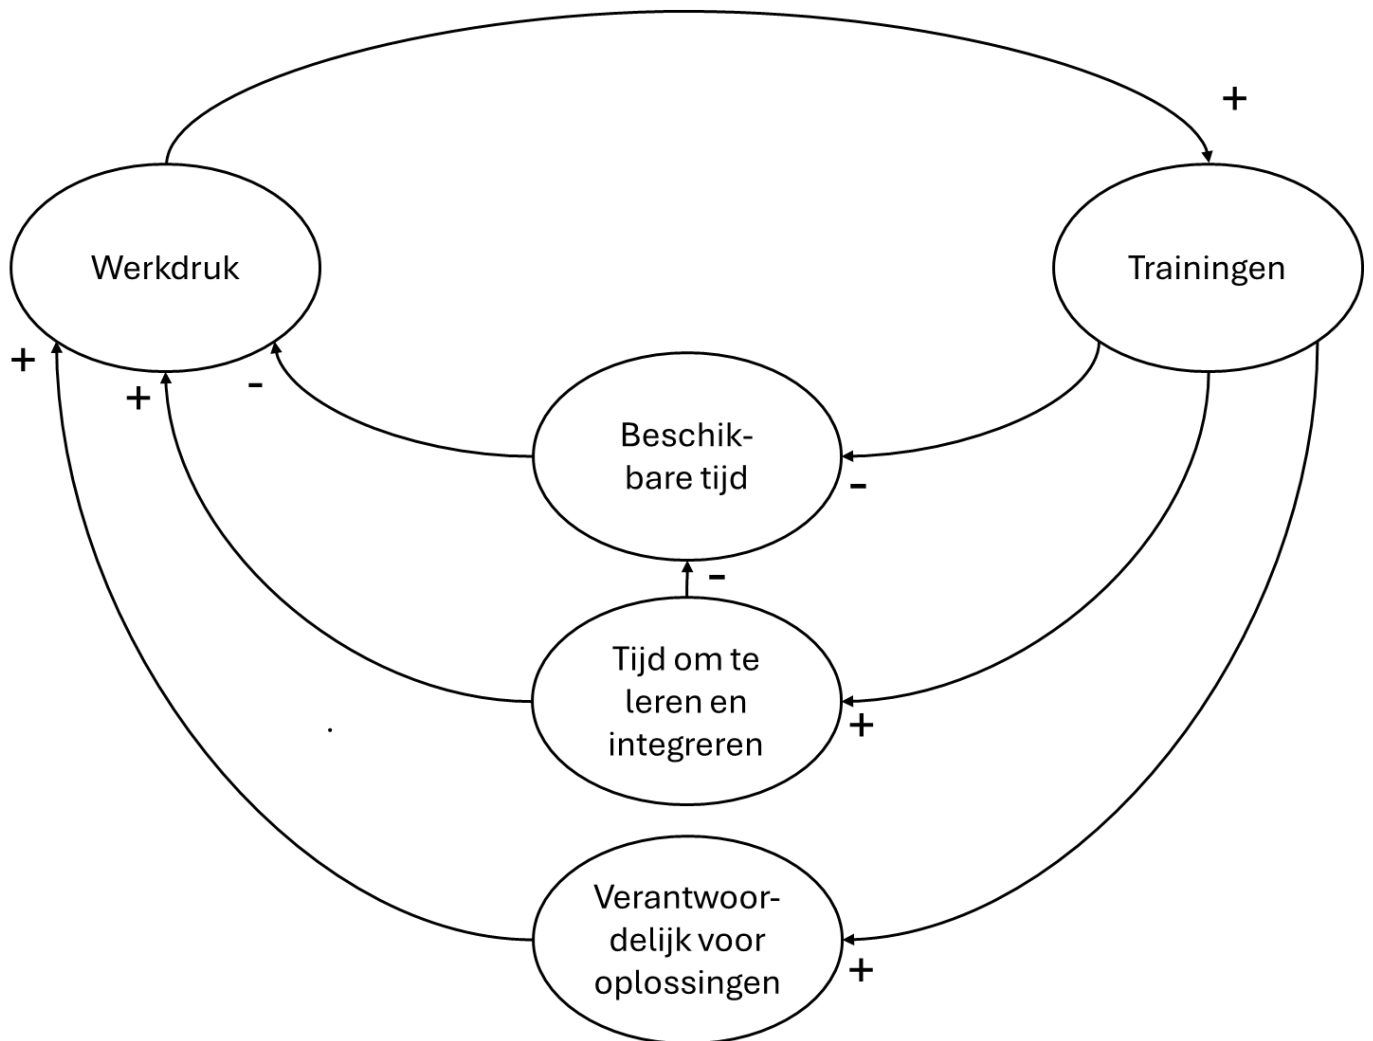 +
Werkdruk
Trainingen
+
+
-
Beschik-
bare tijd
-
-
Tijd om te
leren en
integreren
+
Verantwoor-
delijk voor
oplossingen
+